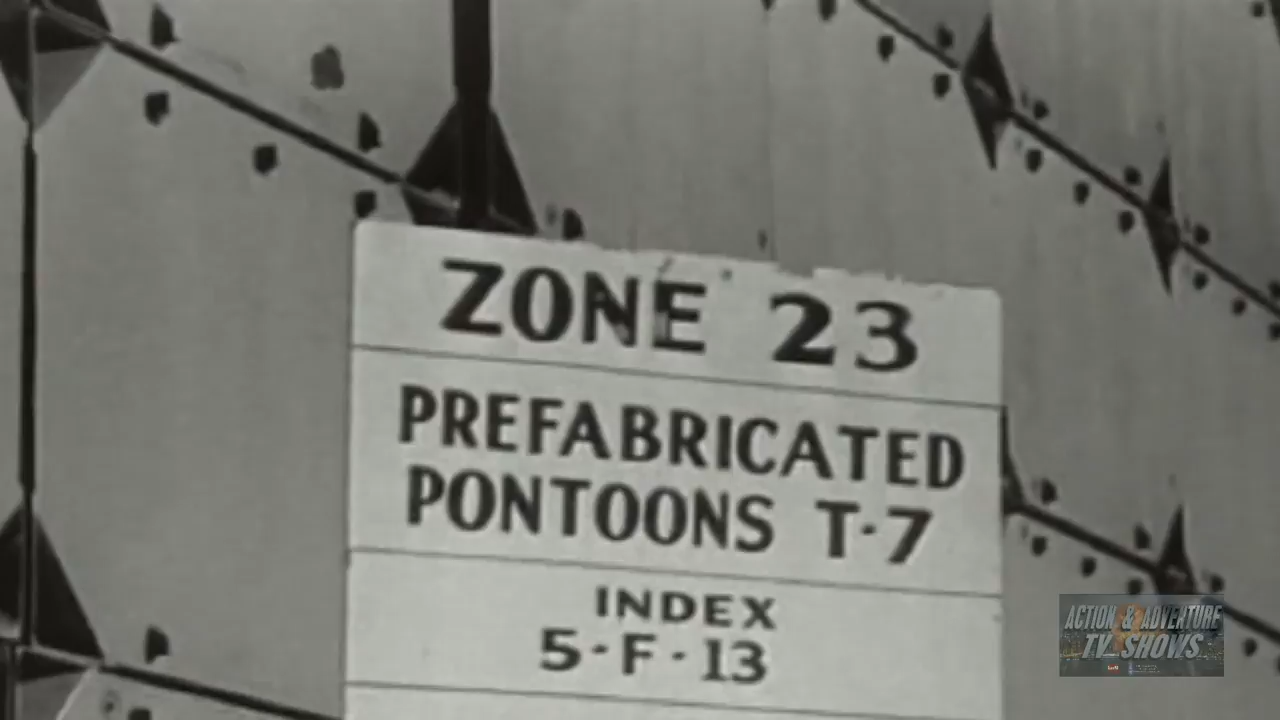 ZONE 23
PREFABRICATED
PONTOONS T-7
INDEX
5-F-13
ACTION & ADVENTURE
TV SHOWS